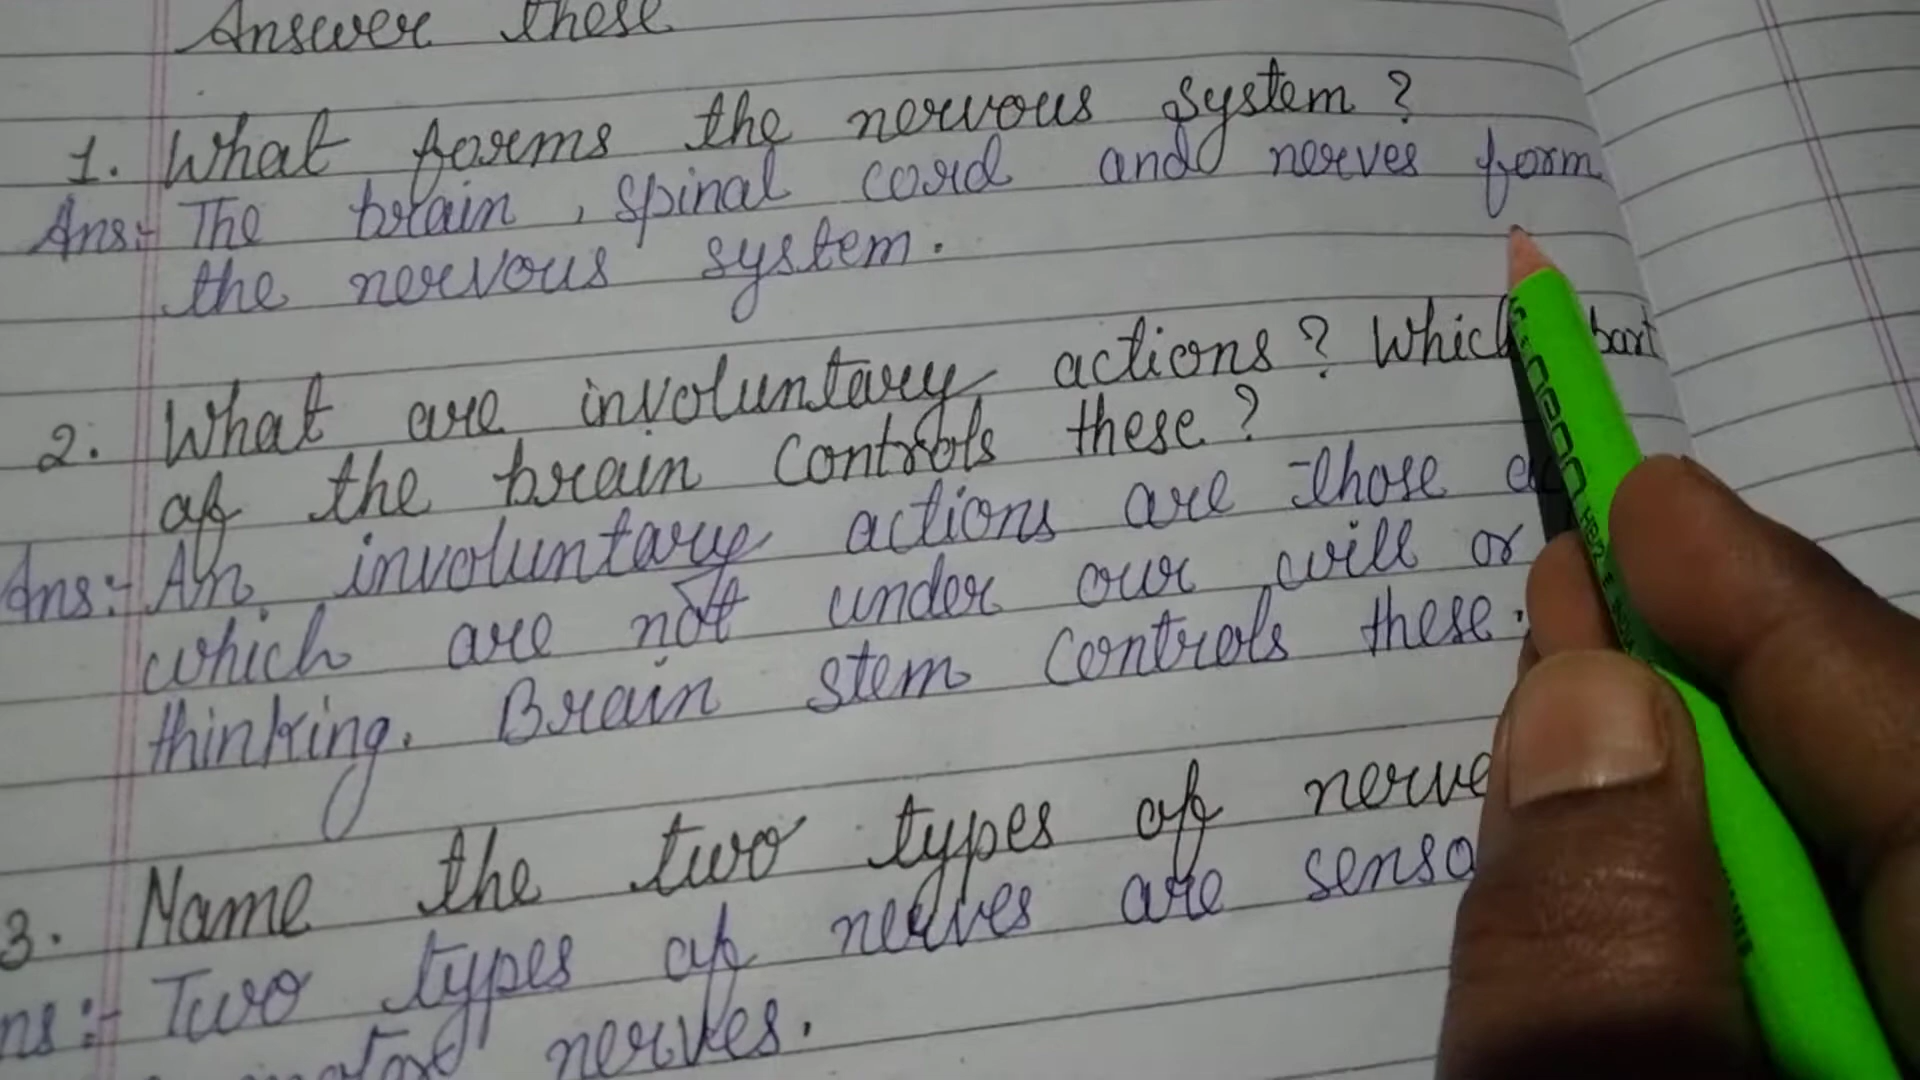 Answer these
1. What forms the nervous system ?
Ans:- The brain, spinal cord and nerves form
the nervous system.
2. What are involuntary actions ? Which part
of the brain controls these ?
Ans:- An involuntary actions are those
which are not under our will or
thinking. Brain stem controls these.
3. Name the two types of
Two types of nerves are
nerves.
neon
HB2